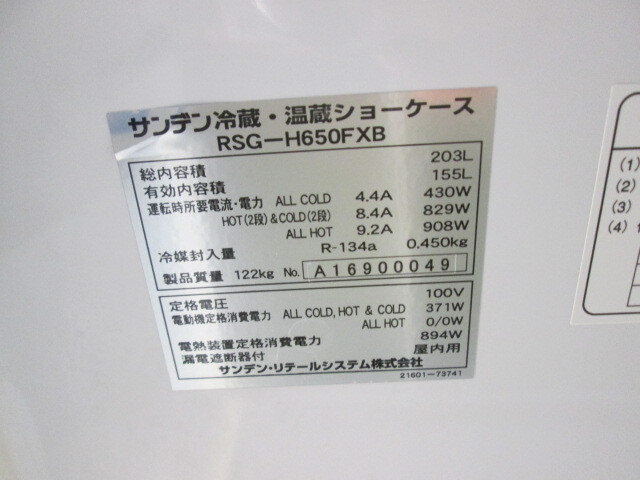 サンデン冷蔵・温蔵ショーケース
RSG－H650FXB
総内容積 203L
有効内容積 155L
運転時所要電流・電力 ALL COLD 4.4A 430W
HOT(2段)&COLD(2段) 8.4A 829W
ALL HOT 9.2A 908W
冷媒封入量 R-134a 0.450kg
製品質量 122kg No. A16900049
定格電圧 100V
電動機定格消費電力 ALL COLD,HOT & COLD 371W
ALL HOT 0/0W
電熱装置定格消費電力 894W
漏電遮断器付 屋内用
サンデン・リテールシステム株式会社
21601-73741
(1)
(2)
(3)
(4)